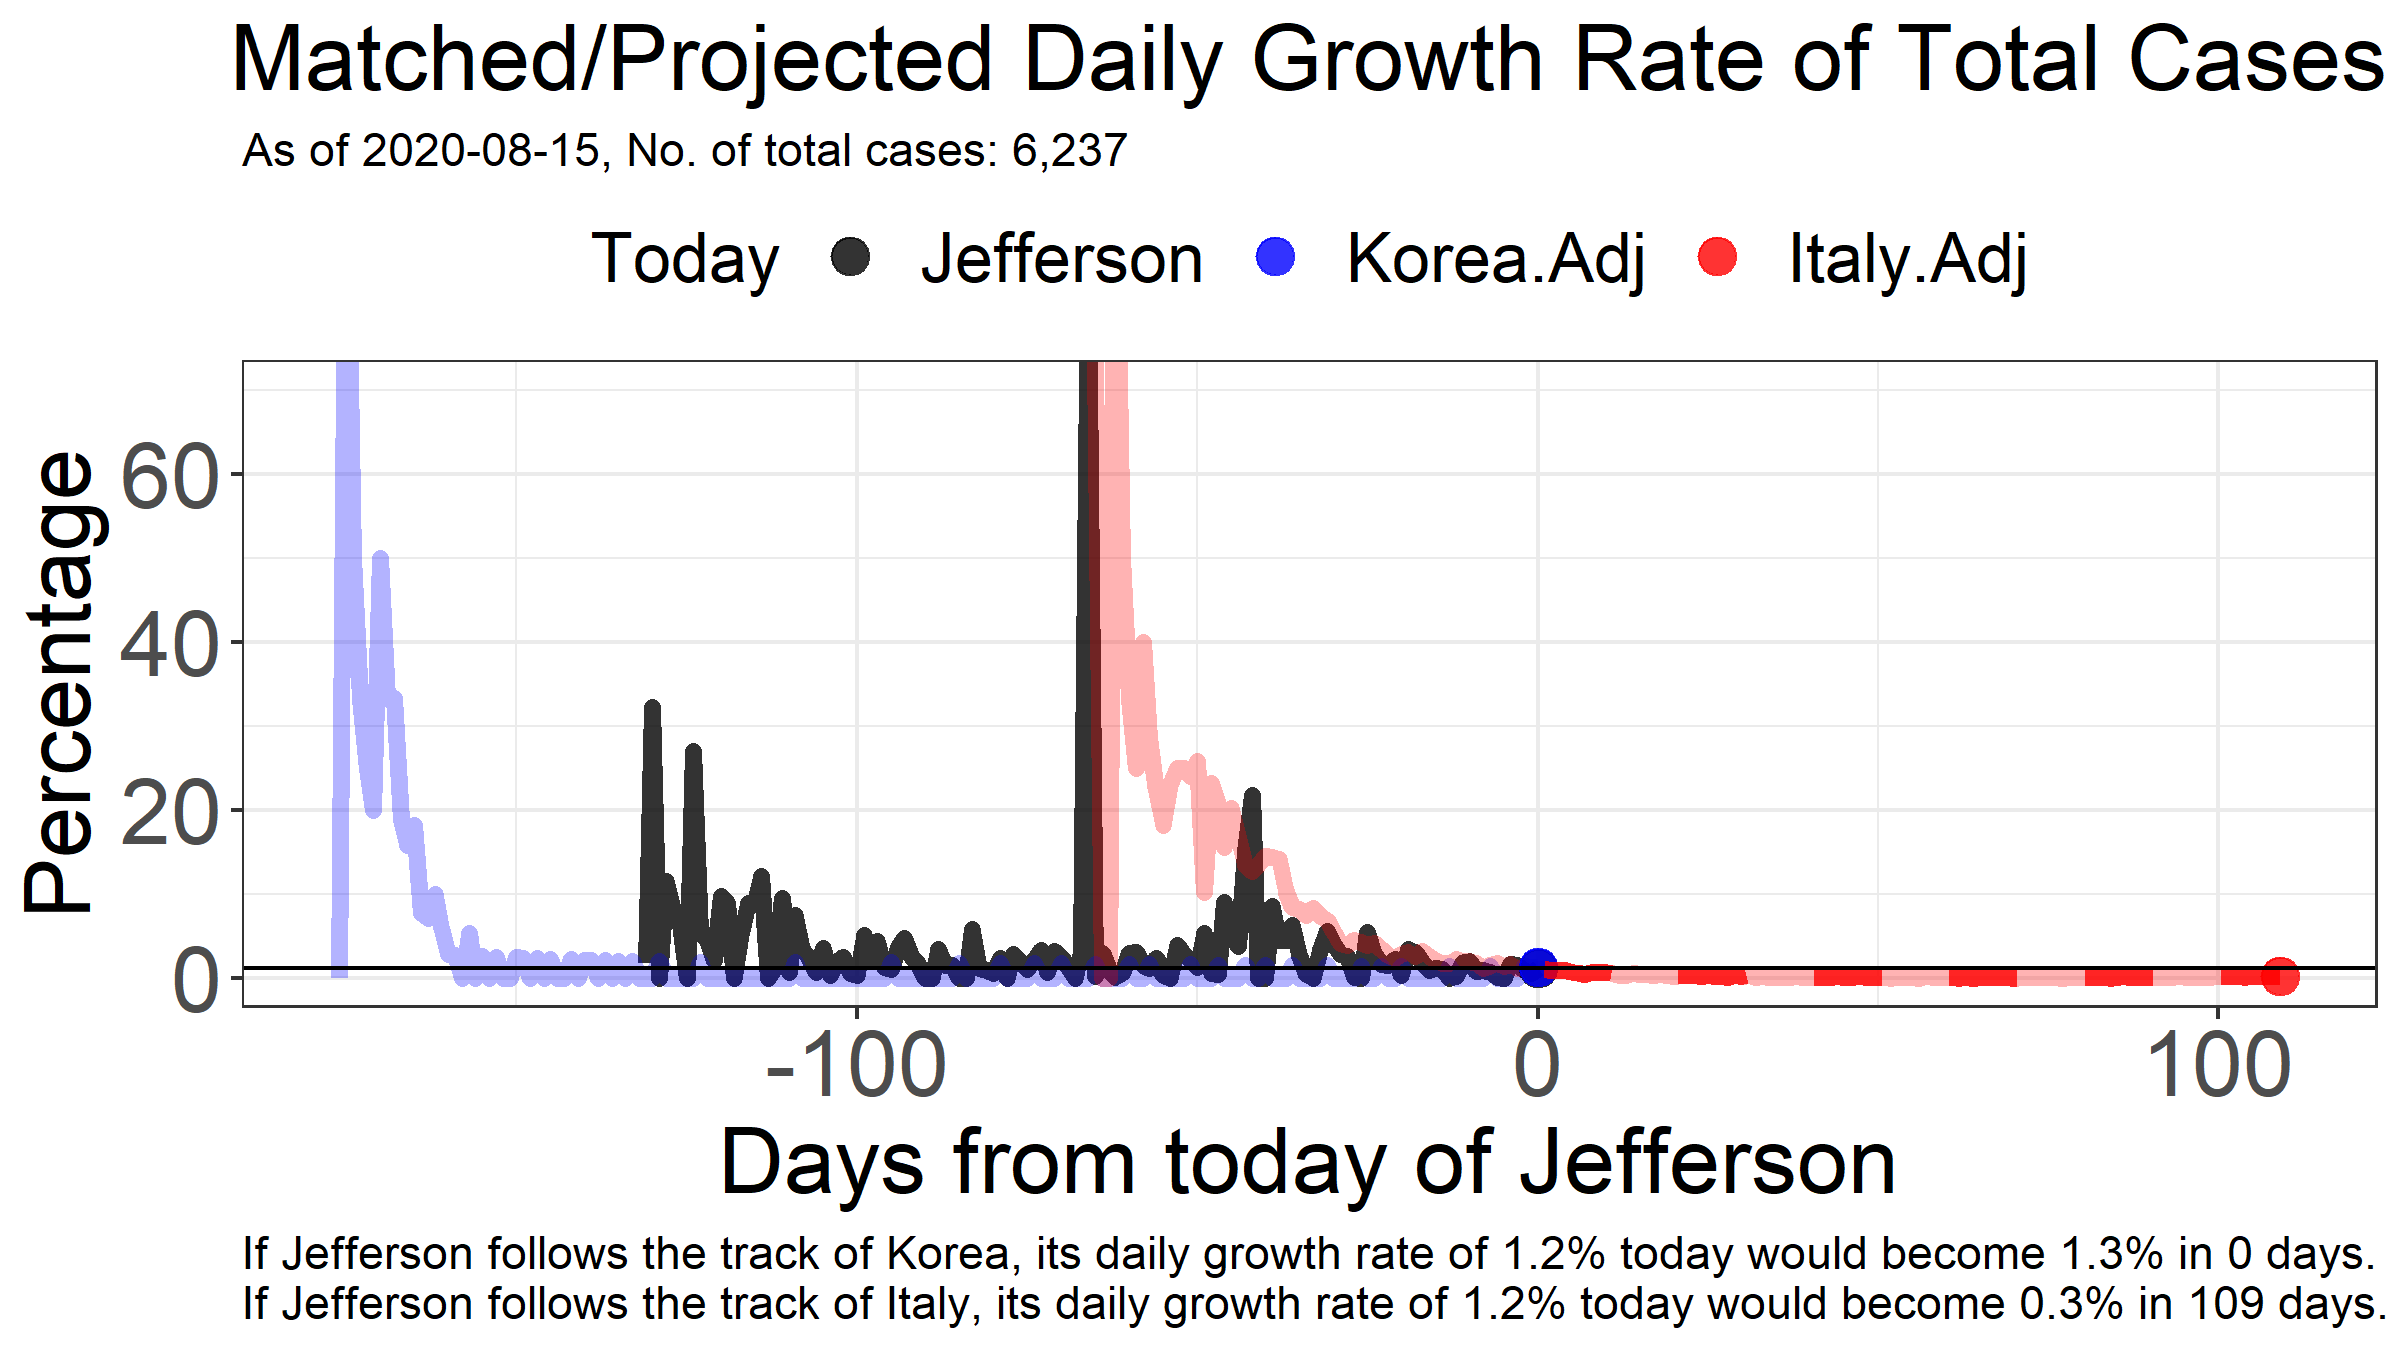 Matched/Projected Daily Growth Rate of Total Cases
As of 2020-08-15, No. of total cases: 6,237
Today Jefferson Korea.Adj Italy.Adj
Percentage
60
40
20
0
-100 0 100
Days from today of Jefferson
If Jefferson follows the track of Korea, its daily growth rate of 1.2% today would become 1.3% in 0 days.
If Jefferson follows the track of Italy, its daily growth rate of 1.2% today would become 0.3% in 109 days.